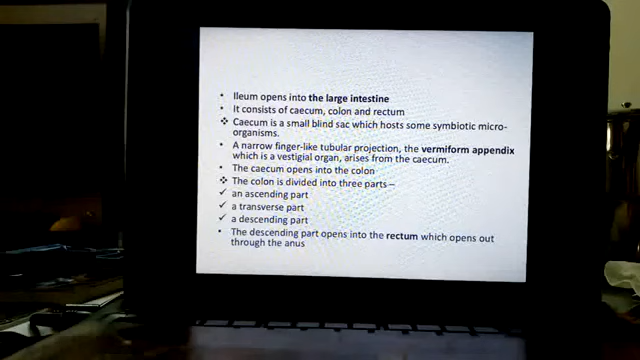 • Ileum opens into the large intestine
• It consists of caecum, colon and rectum
❖ Caecum is a small blind sac which hosts some symbiotic micro-
organisms.
• A narrow finger-like tubular projection, the vermiform appendix
which is a vestigial organ, arises from the caecum.
• The caecum opens into the colon
❖ The colon is divided into three parts –
✓ an ascending part
✓ a transverse part
✓ a descending part
• The descending part opens into the rectum which opens out
through the anus